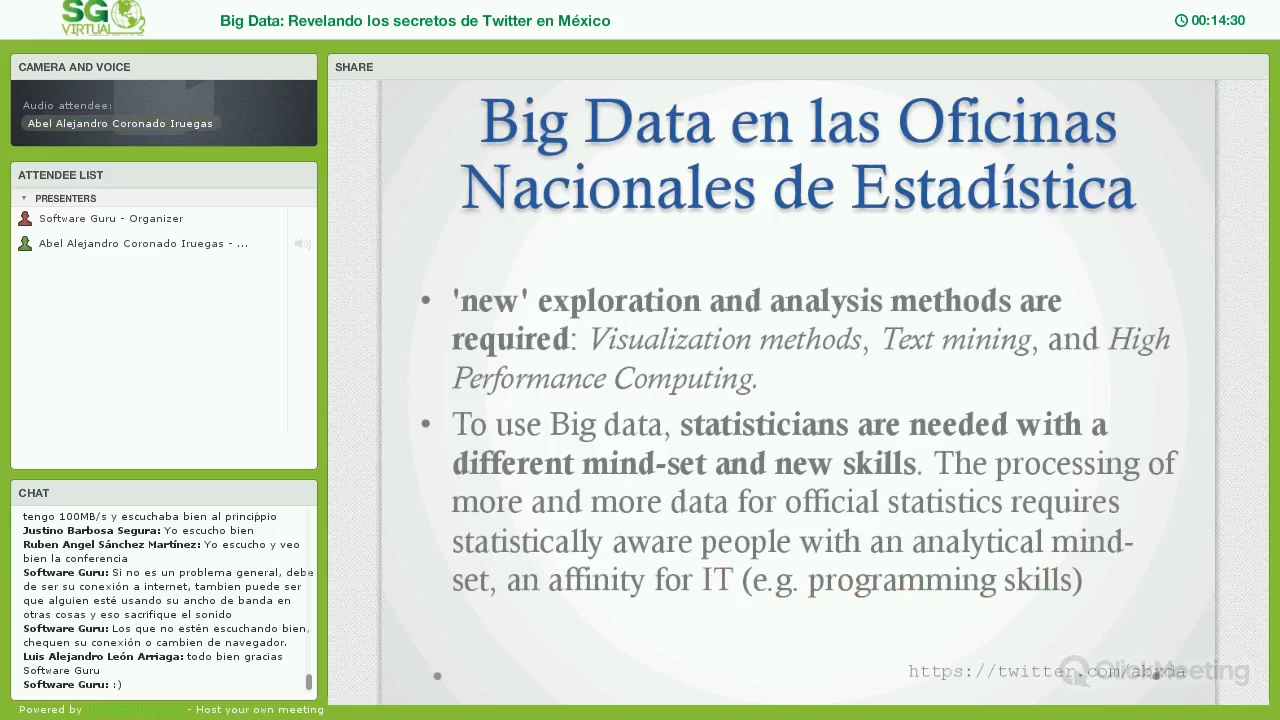 SG
VIRTUAL
Big Data: Revelando los secretos de Twitter en México
00:14:30
CAMERA AND VOICE
Audio attendee:
Abel Alejandro Coronado Iruegas
ATTENDEE LIST
PRESENTERS
Software Guru - Organizer
Abel Alejandro Coronado Iruegas - ...
CHAT
tengo 100MB/s y escuchaba bien al princippio
Justino Barbosa Segura: Yo escucho bien
Ruben Angel Sánchez Martínez: Yo escucho y veo
bien la conferencia
Software Guru: Si no es un problema general, debe
de ser su conexión a internet, tambien puede ser
que alguien esté usando su ancho de banda en
otras cosas y eso sacrifique el sonido
Software Guru: Los que no estén escuchando bien,
chequen su conexión o cambien de navegador.
Luis Alejandro León Arriaga: todo bien gracias
Software Guru
Software Guru: :)
Powered by - Host your own meeting
SHARE
Big Data en las Oficinas
Nacionales de Estadística
• 'new' exploration and analysis methods are
required: Visualization methods, Text mining, and High
Performance Computing.
• To use Big data, statisticians are needed with a
different mind-set and new skills. The processing of
more and more data for official statistics requires
statistically aware people with an analytical mind-
set, an affinity for IT (e.g. programming skills)
https://twitter.com/abxda
ClickMeeting